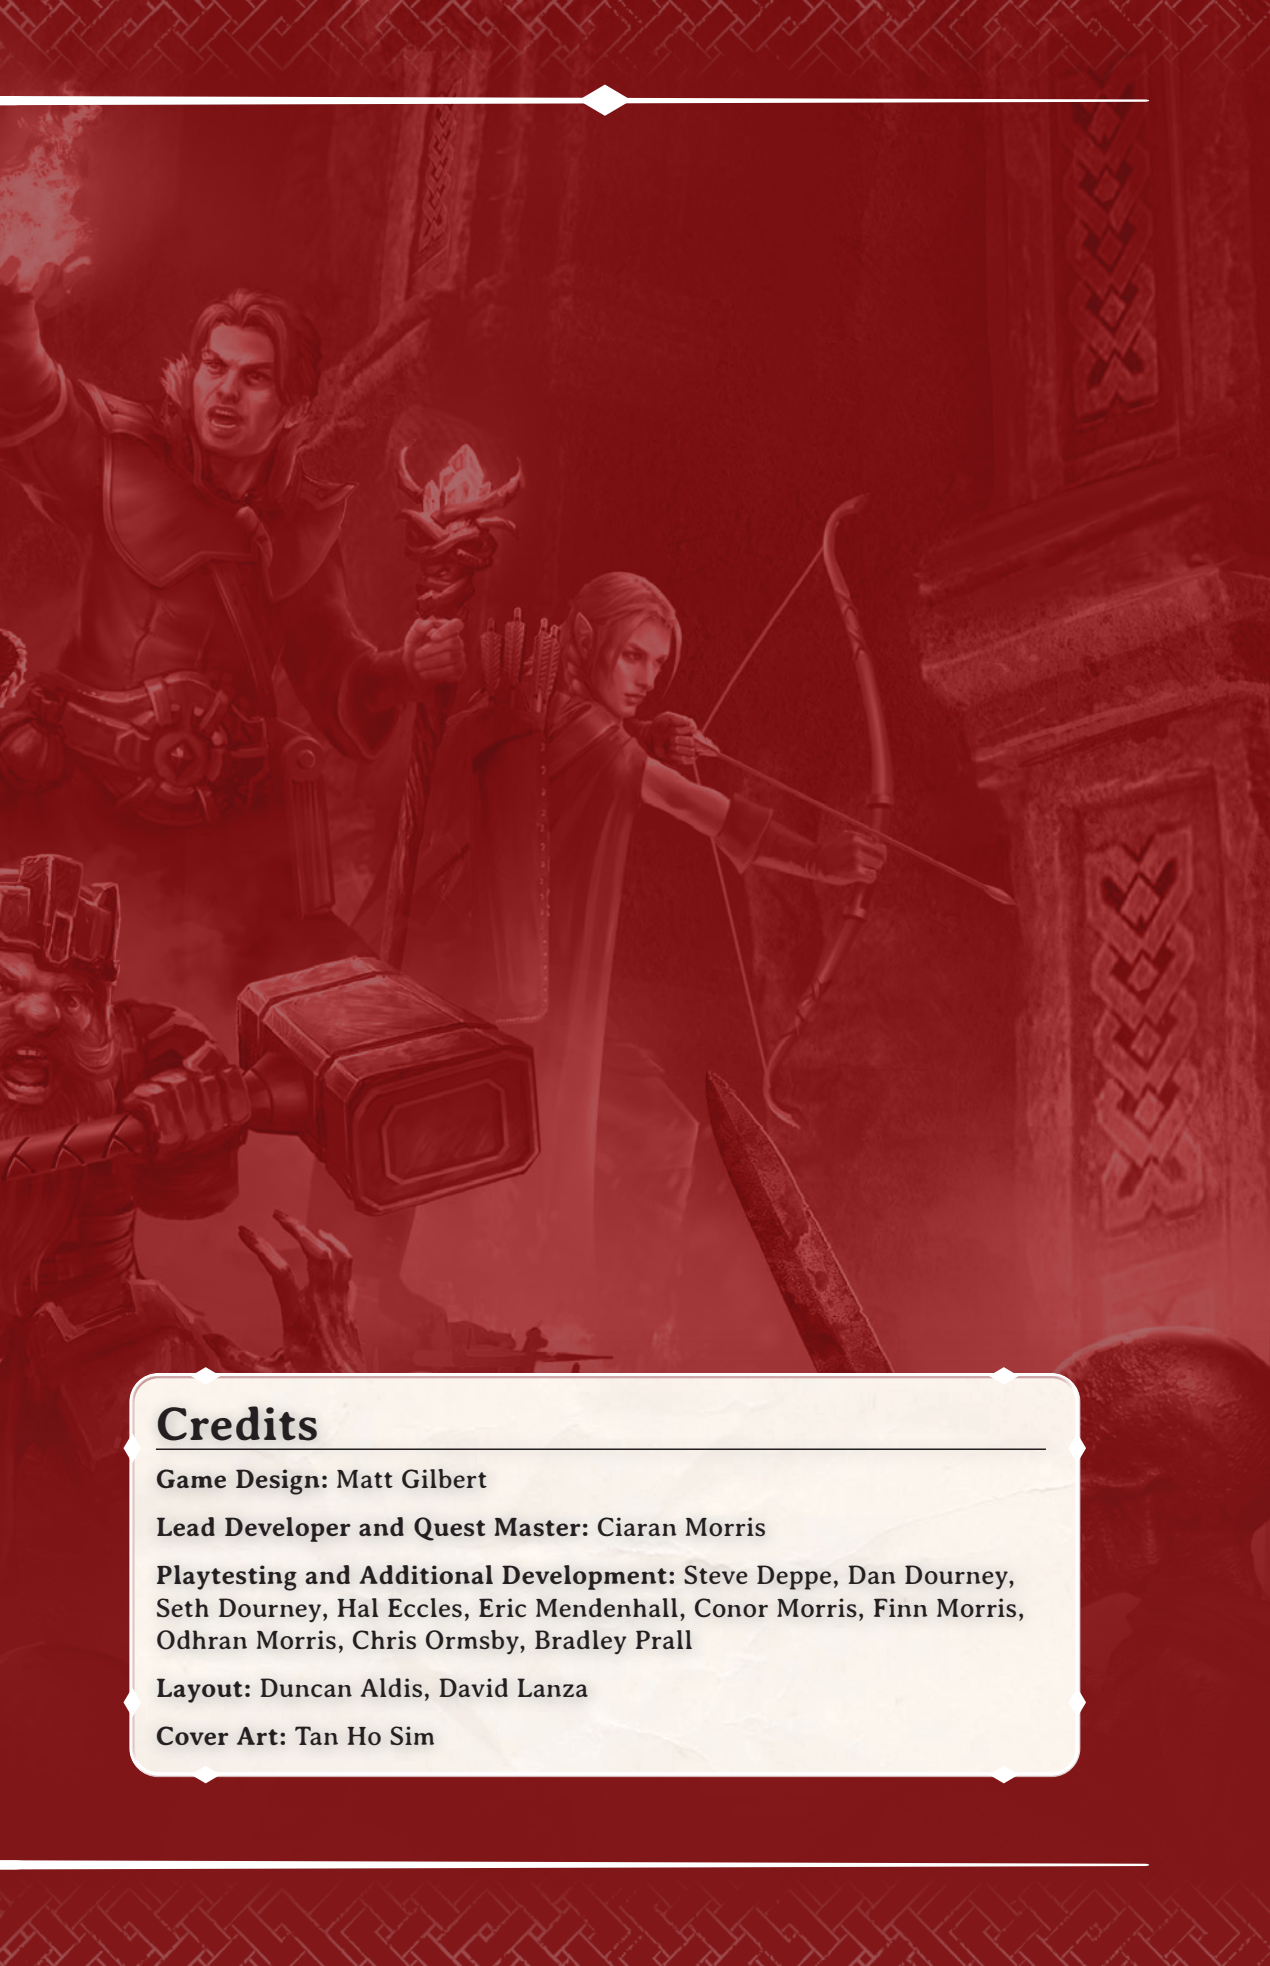 Credits
Game Design: Matt Gilbert
Lead Developer and Quest Master: Ciaran Morris
Playtesting and Additional Development: Steve Deppe, Dan Dourney,
Seth Dourney, Hal Eccles, Eric Mendenhall, Conor Morris, Finn Morris,
Odhran Morris, Chris Ormsby, Bradley Prall
Layout: Duncan Aldis, David Lanza
Cover Art: Tan Ho Sim